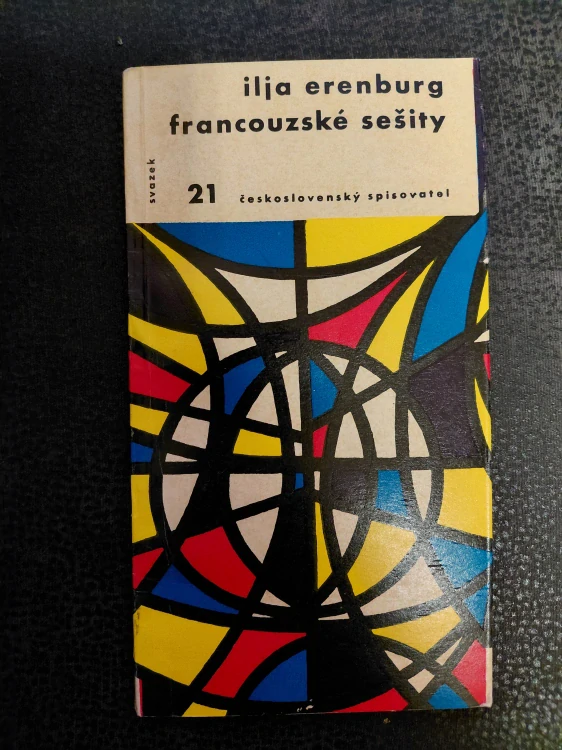 ilja erenburg
francouzské sešity
svazek
21 československý spisovatel